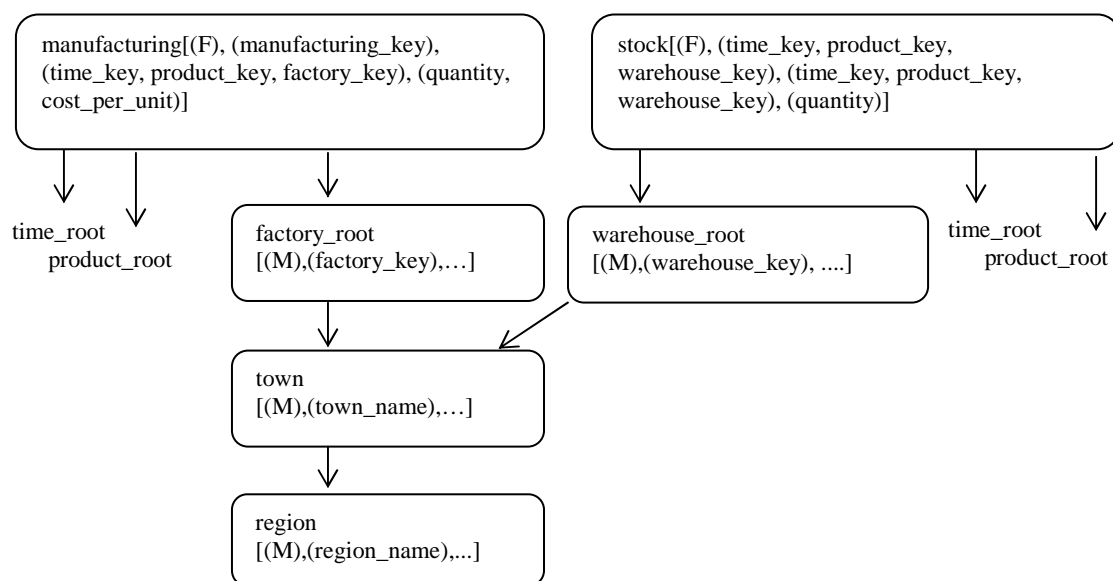 manufacturing[(F), (manufacturing_key),
(time_key, product_key, factory_key), (quantity,
cost_per_unit)]
stock[(F), (time_key, product_key,
warehouse_key), (time_key, product_key,
warehouse_key), (quantity)]
time_root
product_root
factory_root
[(M),(factory_key),…]
warehouse_root
[(M),(warehouse_key), ....]
time_root
product_root
town
[(M),(town_name),…]
region
[(M),(region_name),...]